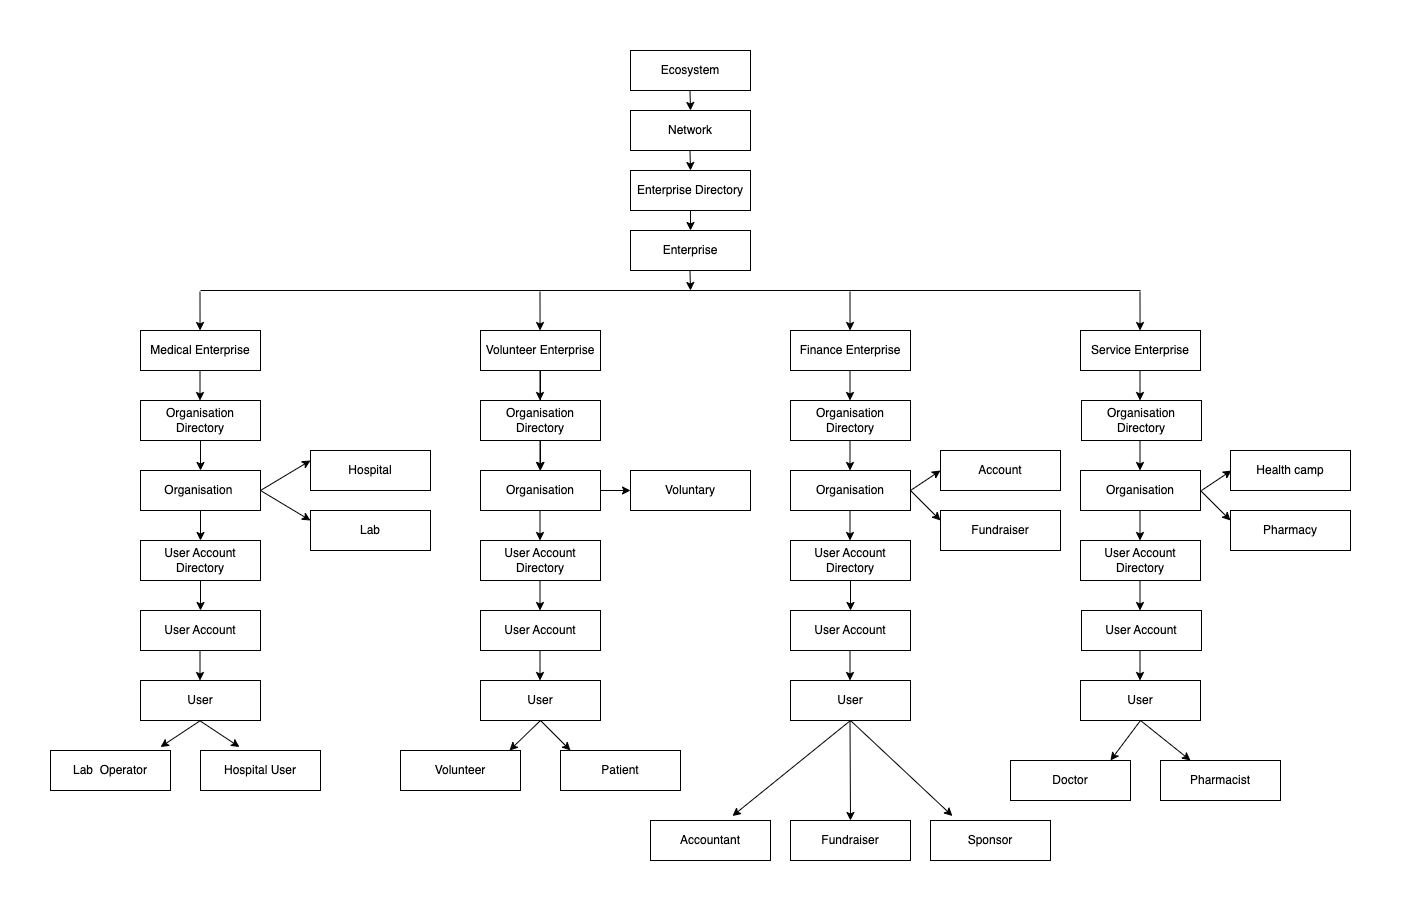 Ecosystem
Network
Enterprise Directory
Enterprise
Medical Enterprise
Volunteer Enterprise
Finance Enterprise
Service Enterprise
Organisation
Directory
Organisation
Directory
Organisation
Directory
Organisation
Directory
Hospital
Account
Health camp
Organisation
Organisation
Voluntary
Organisation
Organisation
Lab
Fundraiser
Pharmacy
User Account
Directory
User Account
Directory
User Account
Directory
User Account
Directory
User Account
User Account
User Account
User Account
User
User
User
User
Lab  Operator
Hospital User
Volunteer
Patient
Doctor
Pharmacist
Accountant
Fundraiser
Sponsor